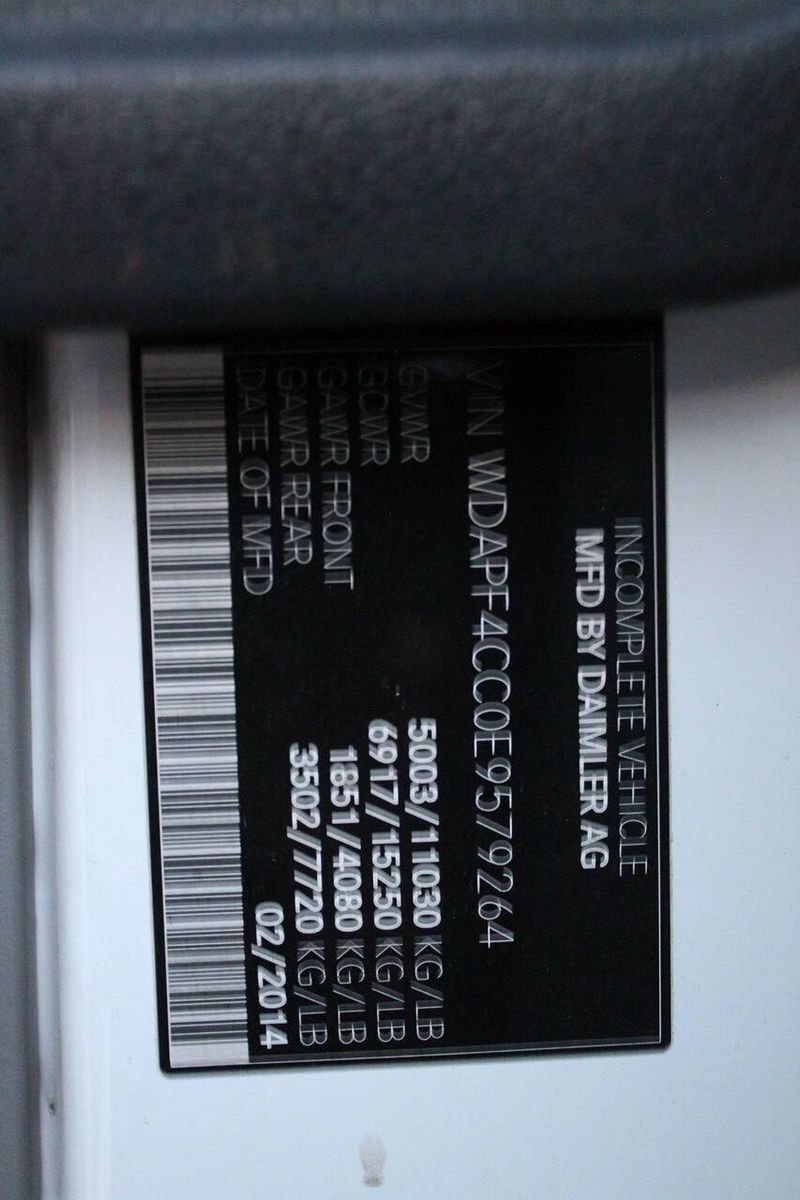 INCOMPLETE VEHICLE
MFD BY DAIMLER AG
VIN WDAPF4CC0E9579264
GVWR 5003/11030 KG/LB
GCWR 6917/15250 KG/LB
GAWR FRONT 1851/4080 KG/LB
GAWR REAR 3502/7720 KG/LB
DATE OF MFD 02/2014